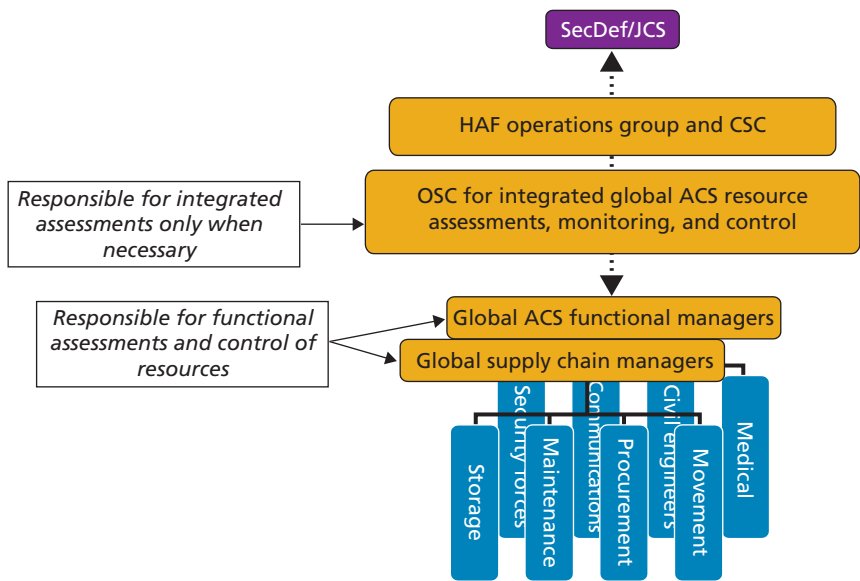 SecDef/JCS
HAF operations group and CSC
Responsible for integrated
assessments only when
necessary
OSC for integrated global ACS resource
assessments, monitoring, and control
Responsible for functional
assessments and control of
resources
Global ACS functional managers
Global supply chain managers
Security forces
Communications
Civil engineers
Medical
Storage
Maintenance
Procurement
Movement